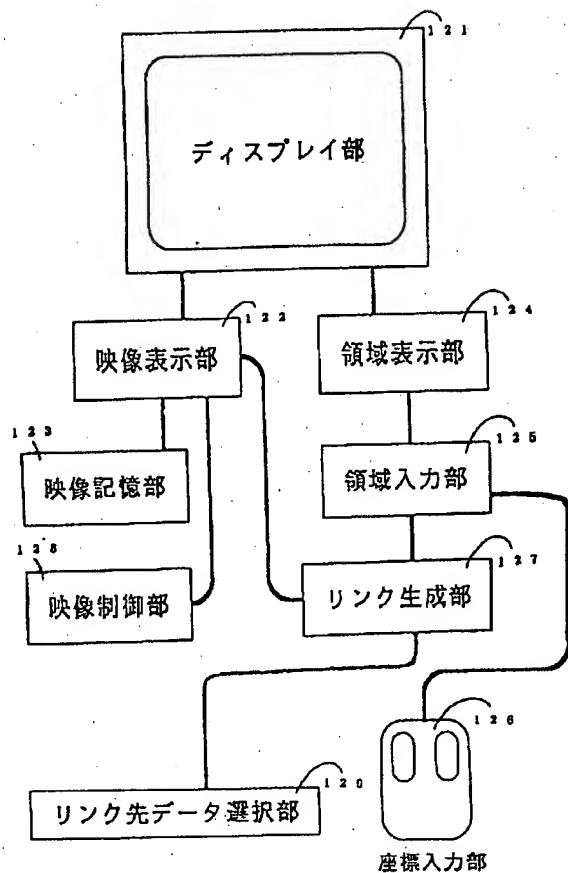 121
ディスプレイ部
122
映像表示部
124
領域表示部
123
映像記憶部
125
領域入力部
128
映像制御部
127
リンク生成部
126
座標入力部
リンク先データ選択部